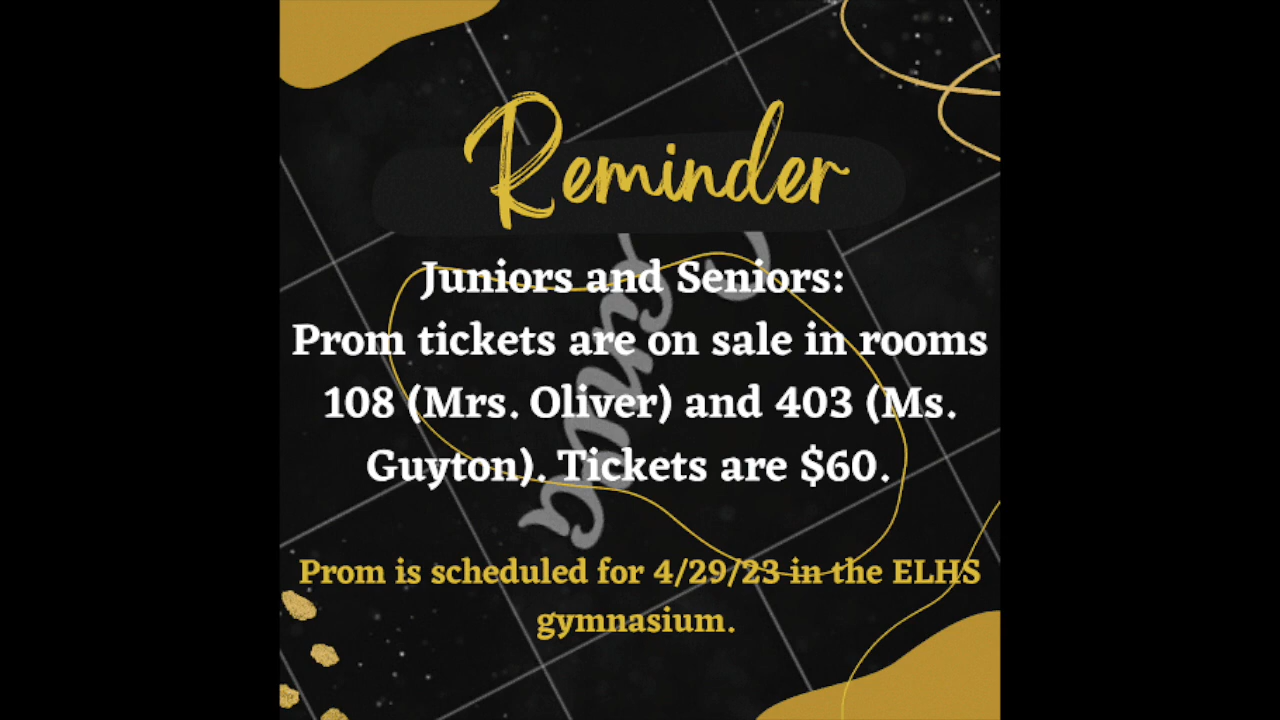 Reminder
Juniors and Seniors:
Prom tickets are on sale in rooms
108 (Mrs. Oliver) and 403 (Ms.
Guyton). Tickets are $60.
Canva
Prom is scheduled for 4/29/23 in the ELHS
gymnasium.